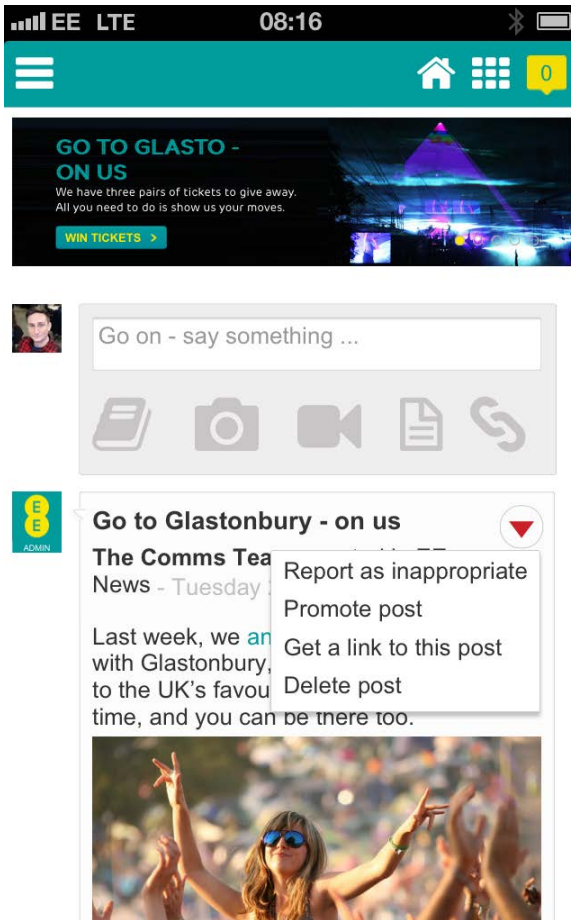 EE LTE 08:16
0
GO TO GLASTO -
ON US
We have three pairs of tickets to give away.
All you need to do is show us your moves.
WIN TICKETS >
Go on - say something ...
E
E
ADMIN
Go to Glastonbury - on us
The Comms
News - Tuesday
Report as inappropriate
Promote post
Get a link to this post
Delete post
Last week, we
with Glastonbury,
to the UK's
time, and you can be there too.